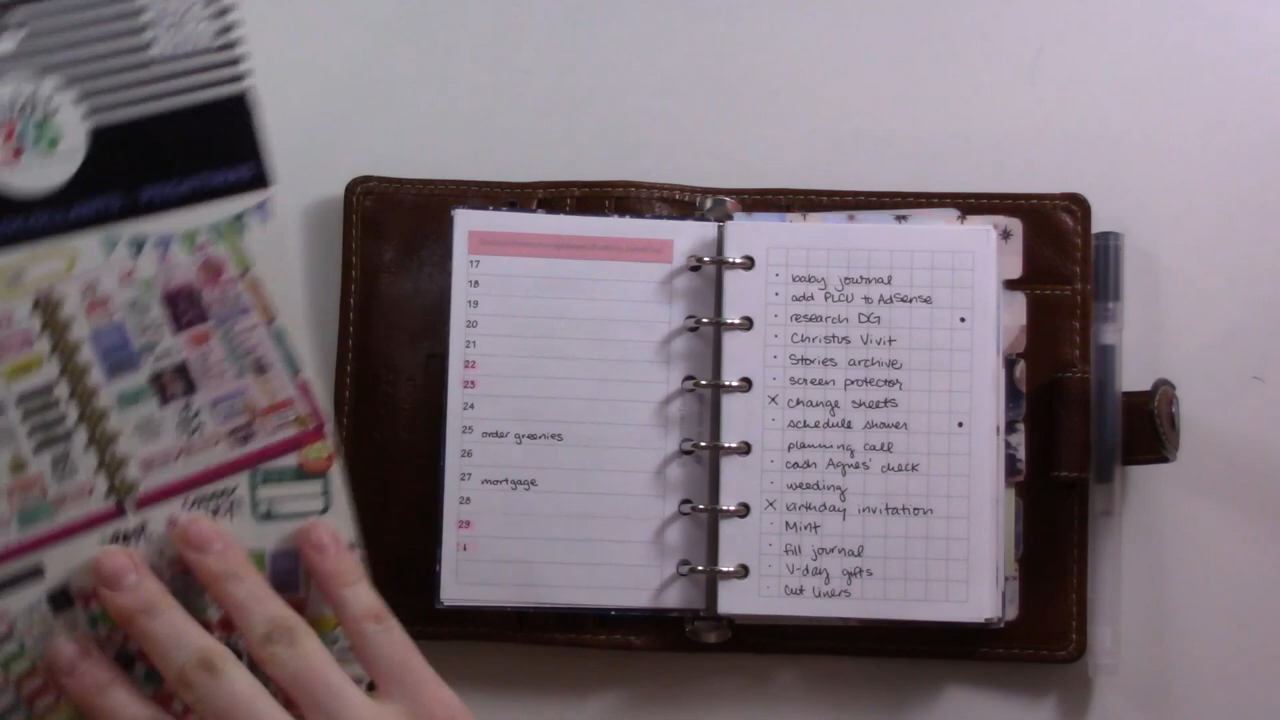 17
18
19
20
21
22
23
24
25 order greenies
26
27 mortgage
28
29
1
· baby journal
· add PLCU to AdSense
· research DG •
· Christus Vivit
· Stories archive
· screen protector
X change sheets
· schedule shower •
planning call
· cash Agnes' check
· weeding
X birthday invitation
· Mint
· fill journal
· V-day gifts
· cut liners